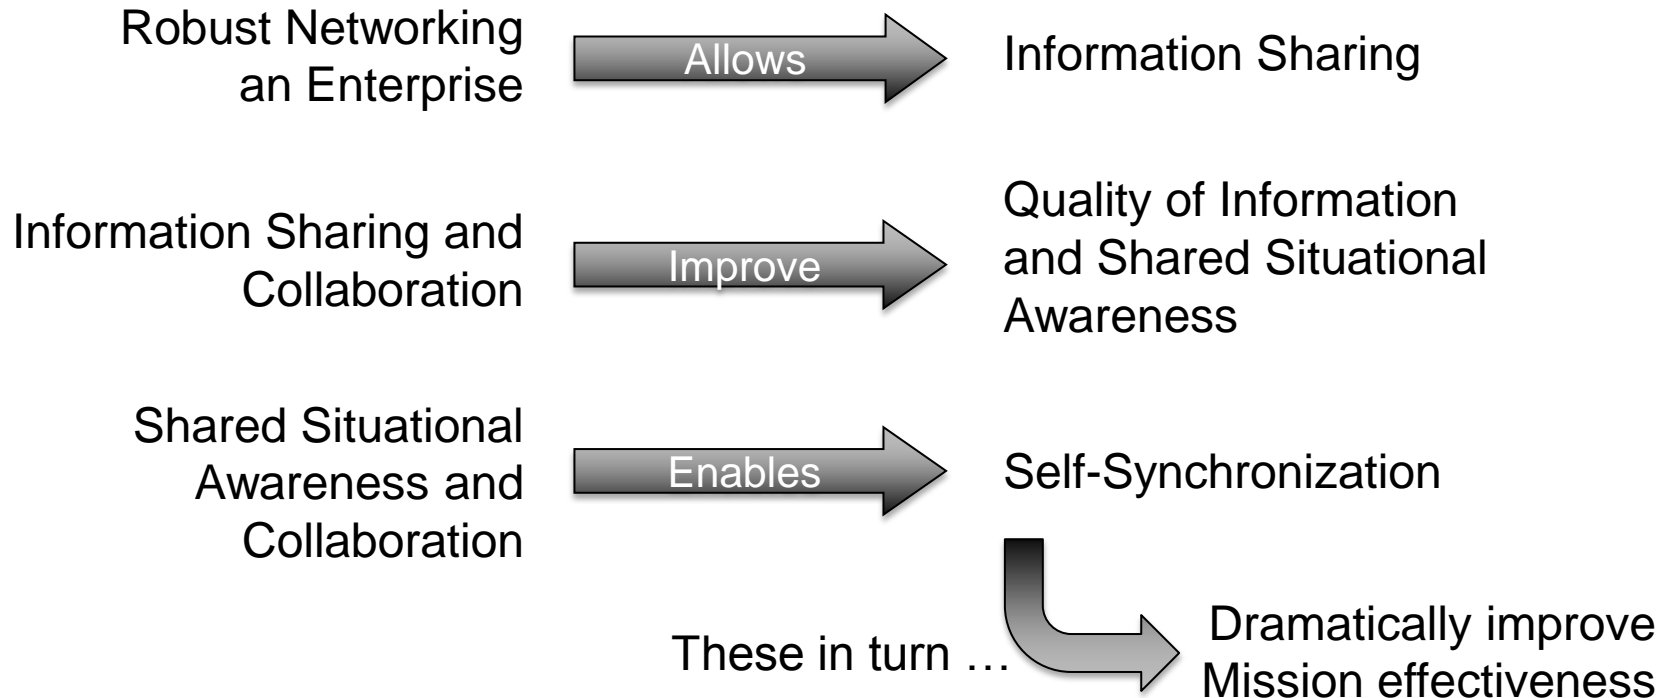 Robust Networking
an Enterprise
Allows
Information Sharing
Information Sharing and
Collaboration
Improve
Quality of Information
and Shared Situational
Awareness
Shared Situational
Awareness and
Collaboration
Enables
Self-Synchronization
These in turn …
Dramatically improve
Mission effectiveness